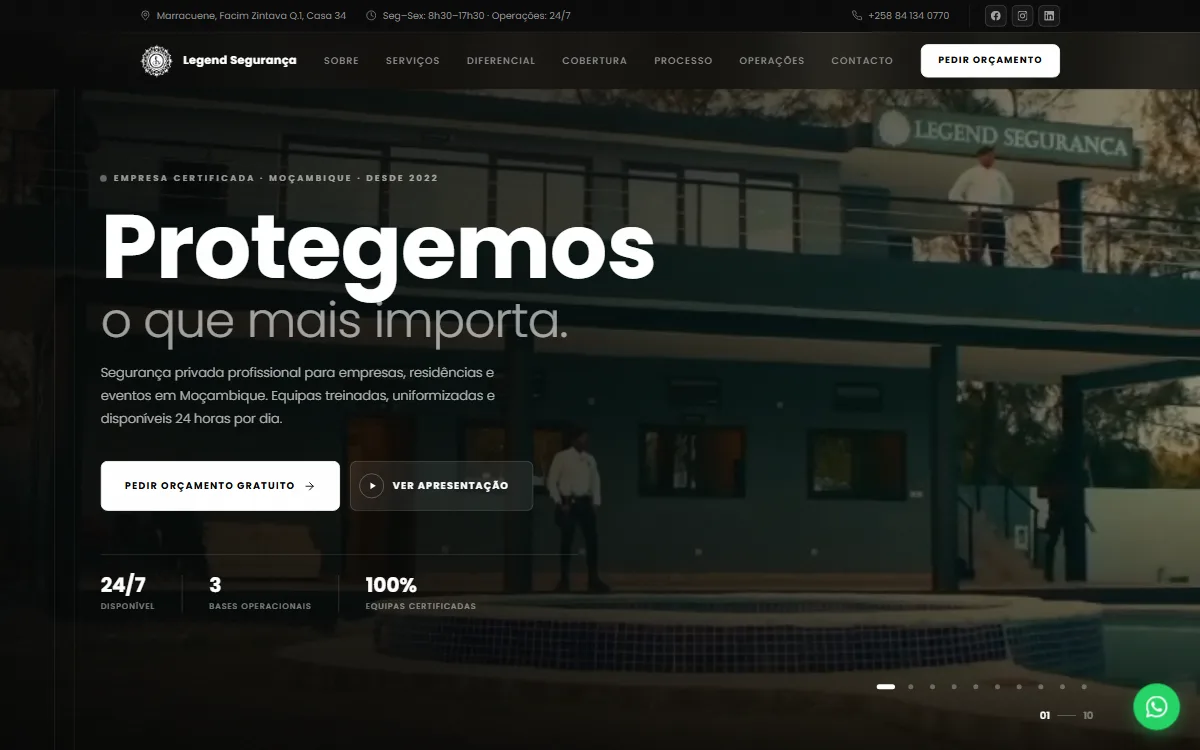 Marracuene, Facim Zintava Q.1, Casa 34
Seg–Sex: 8h30–17h30 · Operações: 24/7
+258 84 134 0770
Legend Segurança
SOBRE
SERVIÇOS
DIFERENCIAL
COBERTURA
PROCESSO
OPERAÇÕES
CONTACTO
PEDIR ORÇAMENTO
LEGEND SEGURANÇA
EMPRESA CERTIFICADA · MOÇAMBIQUE · DESDE 2022
Protegemos
o que mais importa.
Segurança privada profissional para empresas, residências e
eventos em Moçambique. Equipas treinadas, uniformizadas e
disponíveis 24 horas por dia.
PEDIR ORÇAMENTO GRATUITO
VER APRESENTAÇÃO
24/7
DISPONÍVEL
3
BASES OPERACIONAIS
100%
EQUIPAS CERTIFICADAS
01 — 10